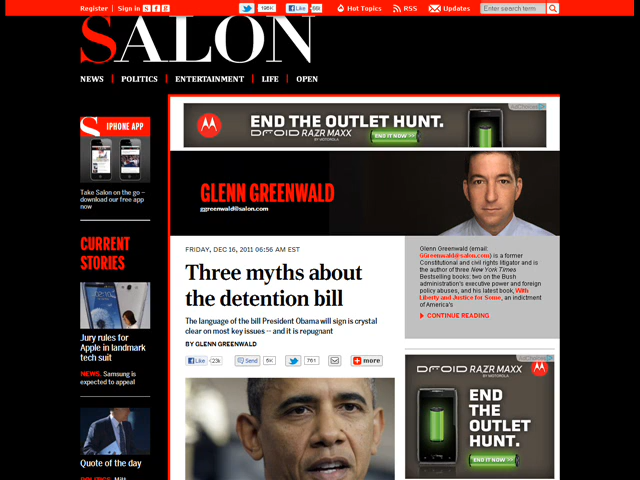 Register | Sign in
196K
Like
Hot Topics
RSS
Updates
Enter search term
SALON
NEWS
POLITICS
ENTERTAINMENT
LIFE
OPEN
IPHONE APP
Take Salon on the go –
download our free app
now
CURRENT
STORIES
Jury rules for
Apple in landmark
tech suit
NEWS, Samsung is
expected to appeal
Quote of the day
AdChoices
END THE OUTLET HUNT.
DROID RAZR MAXX
BY MOTOROLA
END IT NOW >>
GLENN GREENWALD
ggreenwald@salon.com
FRIDAY, DEC 16, 2011 06:56 AM EST
Three myths about
the detention bill
The language of the bill President Obama will sign is crystal
clear on most key issues -- and it is repugnant
BY GLENN GREENWALD
Like
<23k
Send
6K
761
more
Glenn Greenwald (email:
GGreenwald@salon.com) is a former
Constitutional and civil rights litigator and is
the author of three New York Times
Bestselling books: two on the Bush
administration's executive power and foreign
policy abuses, and his latest book, With
Liberty and Justice for Some, an indictment
of America's
CONTINUE READING
AdChoices
DROID RAZR MAXX
BY MOTOROLA
END
THE
OUTLET
HUNT.
END IT NOW >>